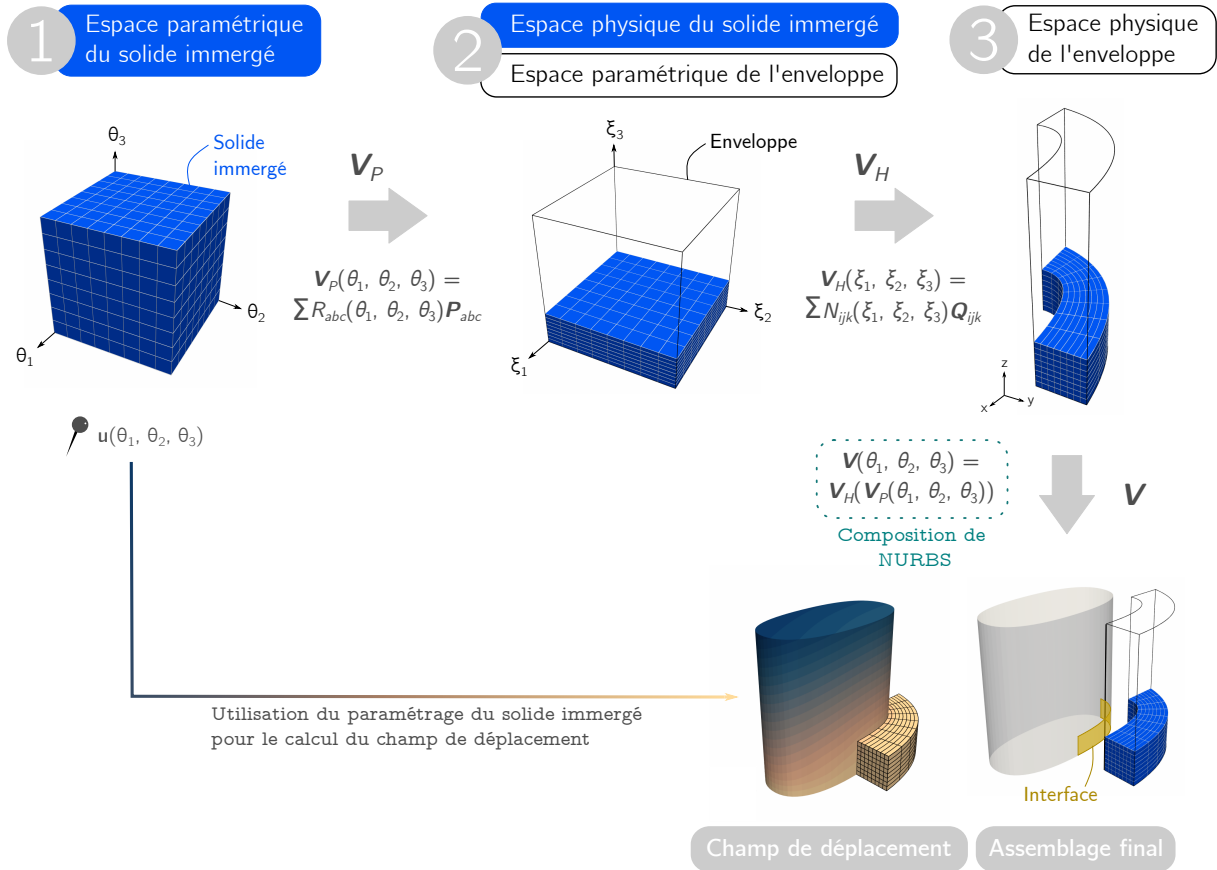 1
Espace paramétrique
du solide immergé
2
Espace physique du solide immergé
Espace paramétrique de l'enveloppe
3
Espace physique
de l'enveloppe
θ3
Solide
immergé
θ2
θ1
V_P
V_P(θ1, θ2, θ3) =
∑R_abc(θ1, θ2, θ3)P_abc
ξ3
Enveloppe
ξ2
ξ1
V_H
V_H(ξ1, ξ2, ξ3) =
∑N_ijk(ξ1, ξ2, ξ3)Q_ijk
z
y
x
u(θ1, θ2, θ3)
V(θ1, θ2, θ3) =
V_H(V_P(θ1, θ2, θ3))
V
Composition de
NURBS
Utilisation du paramétrage du solide immergé
pour le calcul du champ de déplacement
Interface
Champ de déplacement
Assemblage final